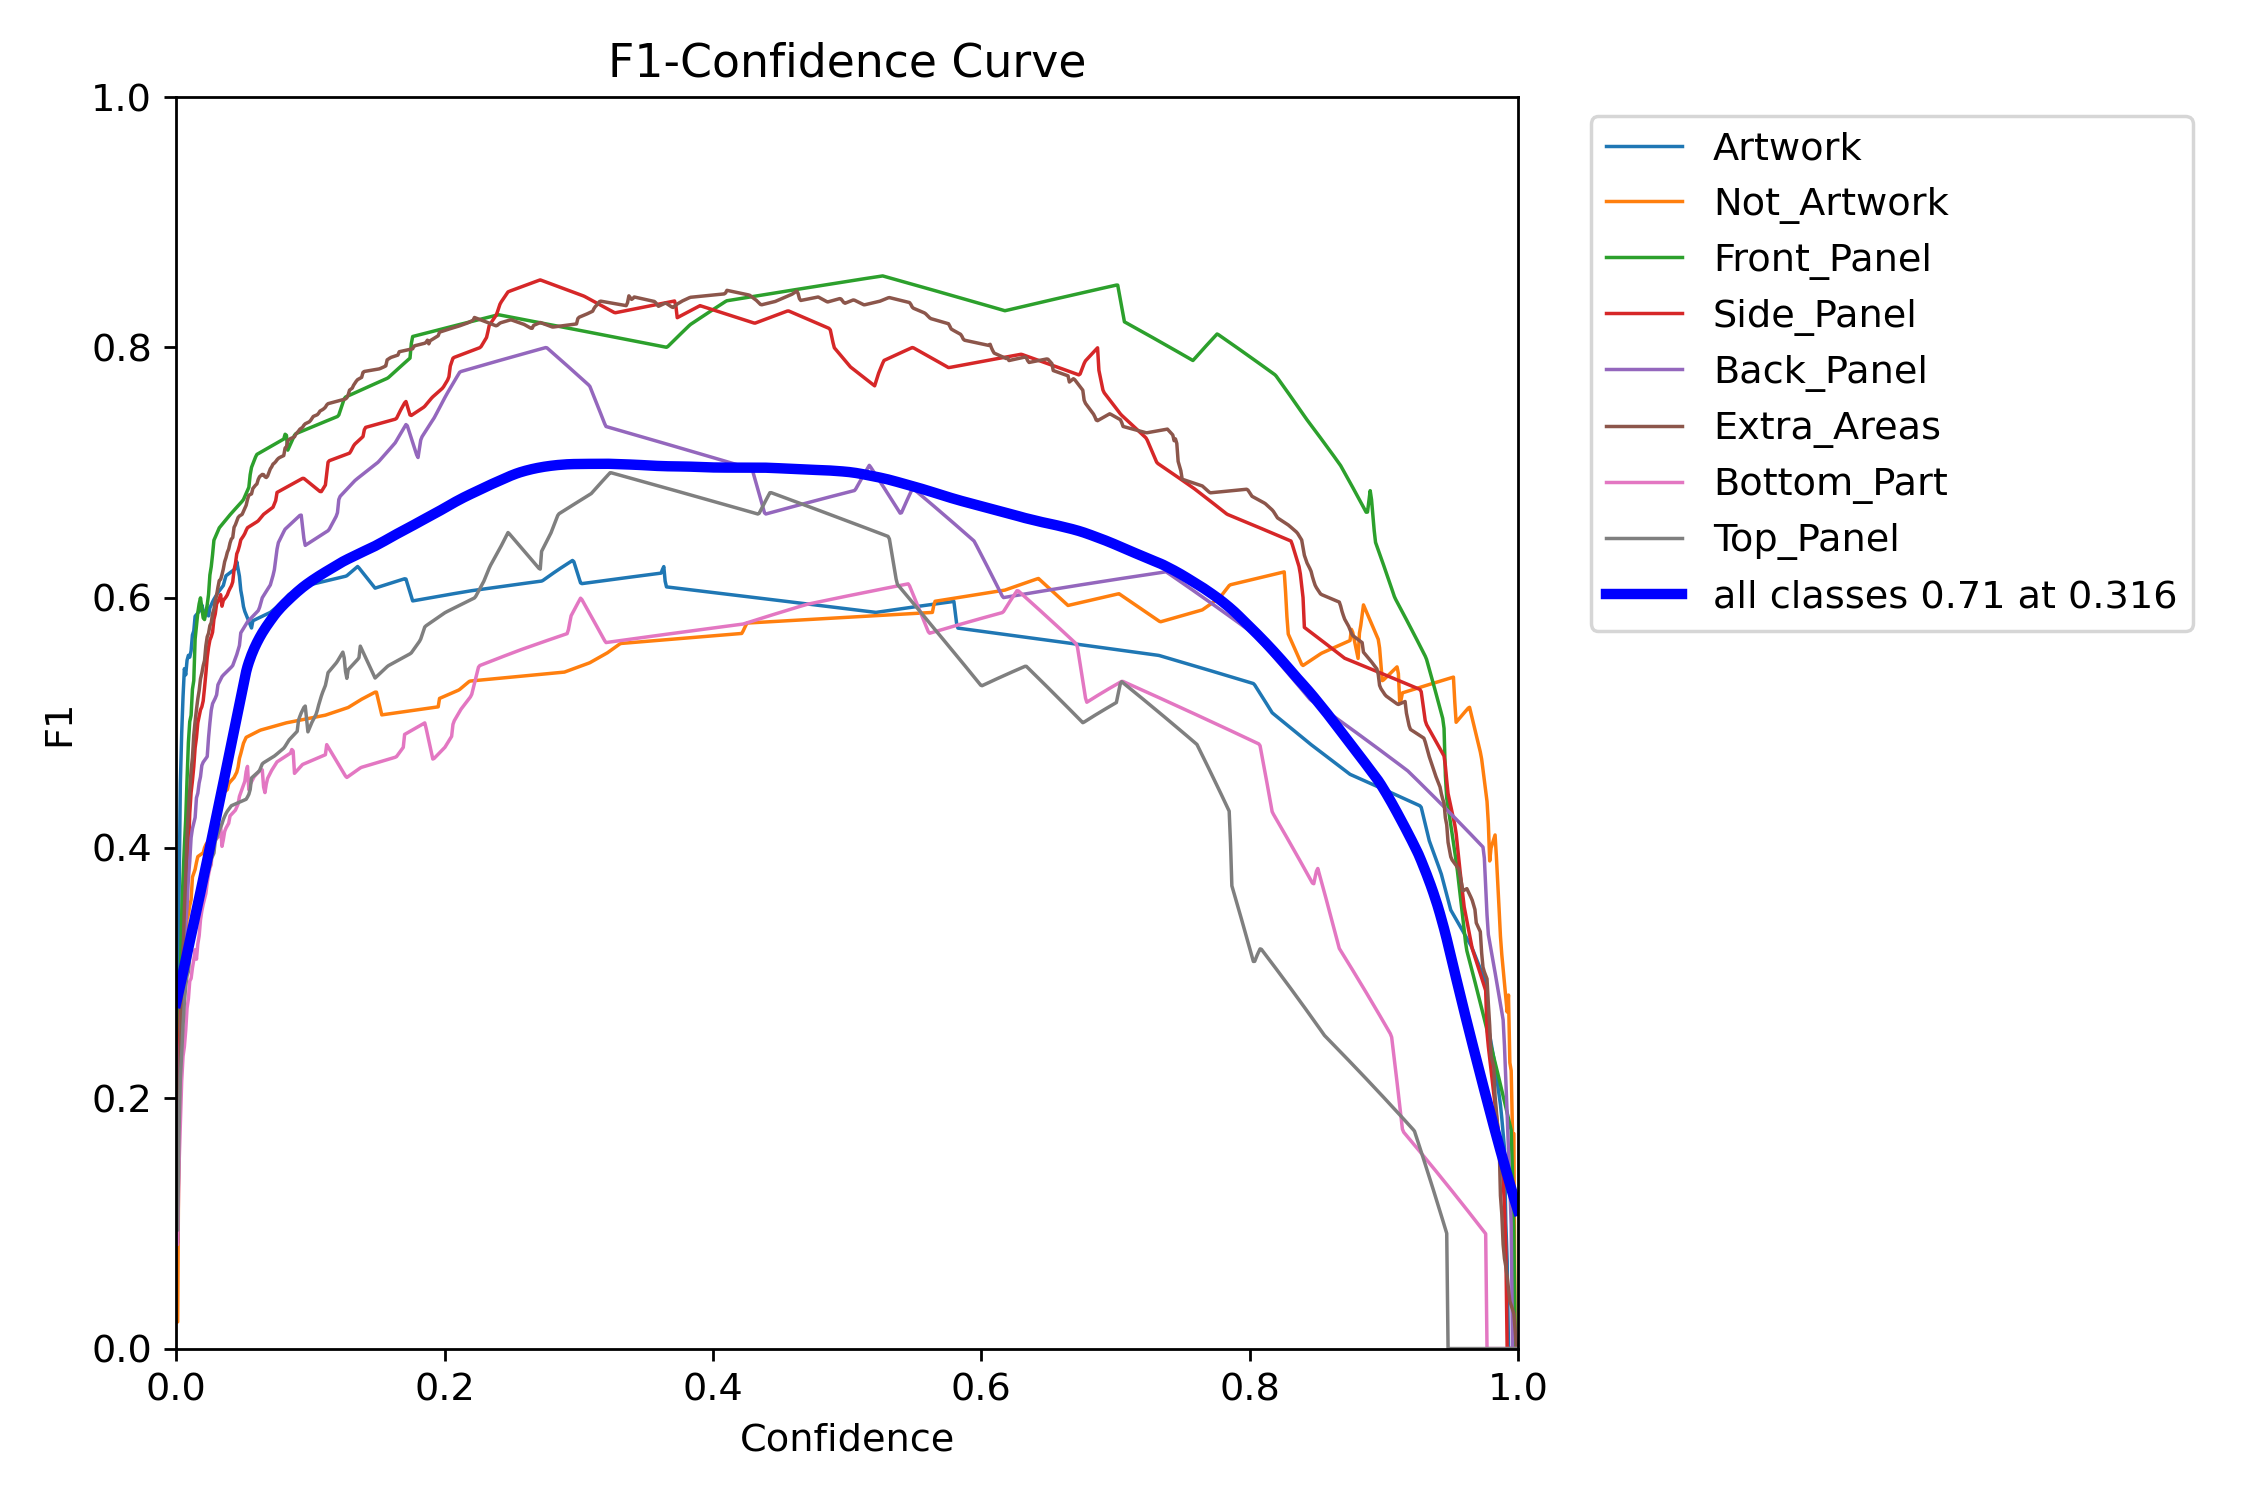 F1-Confidence Curve
1.0
0.8
0.6
0.4
0.2
0.0
F1
0.0 0.2 0.4 0.6 0.8 1.0
Confidence
Artwork
Not_Artwork
Front_Panel
Side_Panel
Back_Panel
Extra_Areas
Bottom_Part
Top_Panel
all classes 0.71 at 0.316